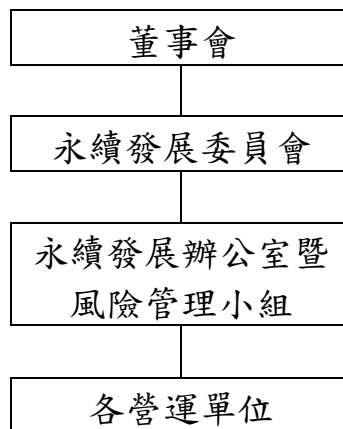 董事會
永續發展委員會
永續發展辦公室暨
風險管理小組
各營運單位